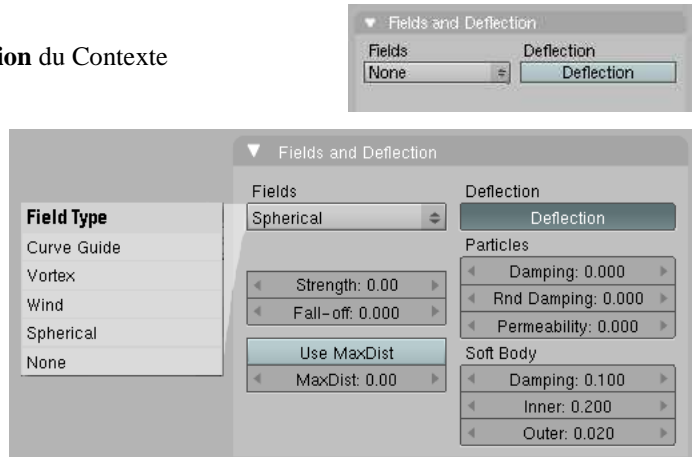 Fields and Deflection
Fields Deflection
None Deflection
ion du Contexte
Fields and Deflection
Fields Deflection
Spherical Deflection
Field Type
Curve Guide
Vortex
Wind
Spherical
None
Strength: 0.00
Fall-off: 0.000
Use MaxDist
MaxDist: 0.00
Particles
Damping: 0.000
Rnd Damping: 0.000
Permeability: 0.000
Soft Body
Damping: 0.100
Inner: 0.200
Outer: 0.020